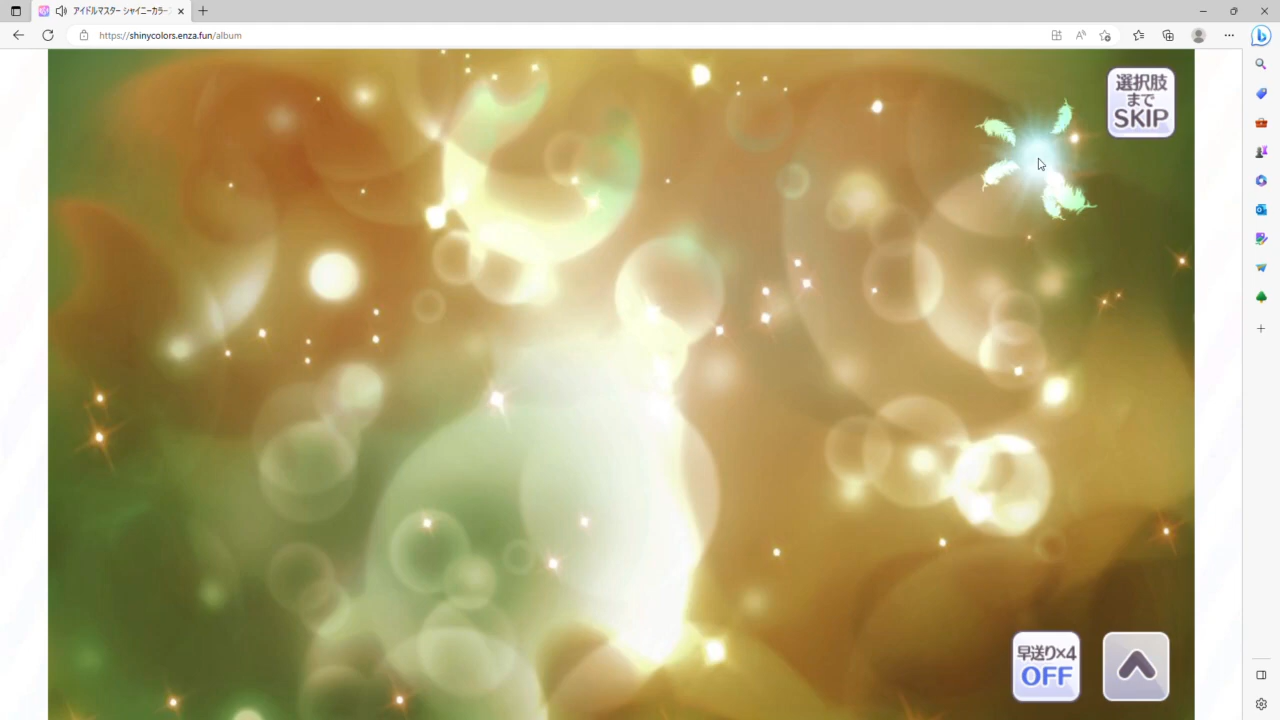 アイドルマスター シャイニーカラー
https://shinycolors.enza.fun/album
選択肢
まで
SKIP
早送り×4
OFF